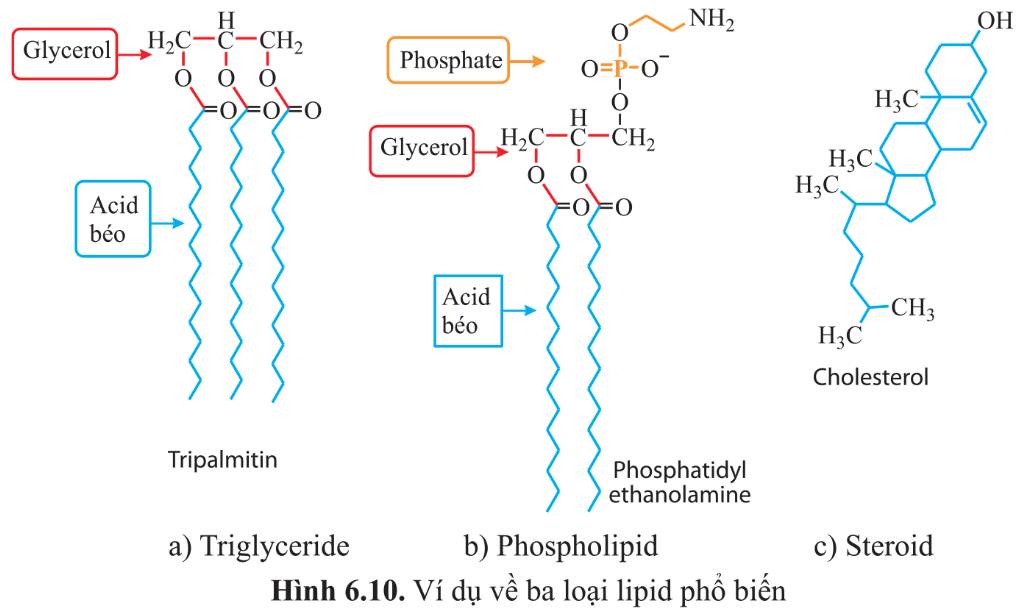 Glycerol
H₂C
H
C
CH₂
O
O
O
O
O
O
Acid
béo
Tripalmitin
a) Triglyceride
Phosphate
NH₂
O
O=P-O⁻
O
Glycerol
H
H₂C
C
CH₂
O
O
O
O
Acid
béo
Phosphatidyl
ethanolamine
b) Phospholipid
OH
H₃C
H₃C
H₃C
CH₃
H₃C
Cholesterol
c) Steroid
Hình 6.10. Ví dụ về ba loại lipid phổ biến